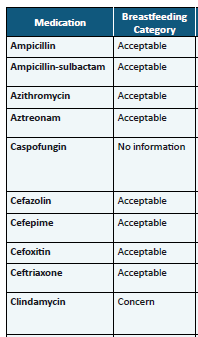 Medication Breastfeeding
Category
Ampicillin Acceptable
Ampicillin-sulbactam Acceptable
Azithromycin Acceptable
Aztreonam Acceptable
Caspofungin No information
Cefazolin Acceptable
Cefepime Acceptable
Cefoxitin Acceptable
Ceftriaxone Acceptable
Clindamycin Concern